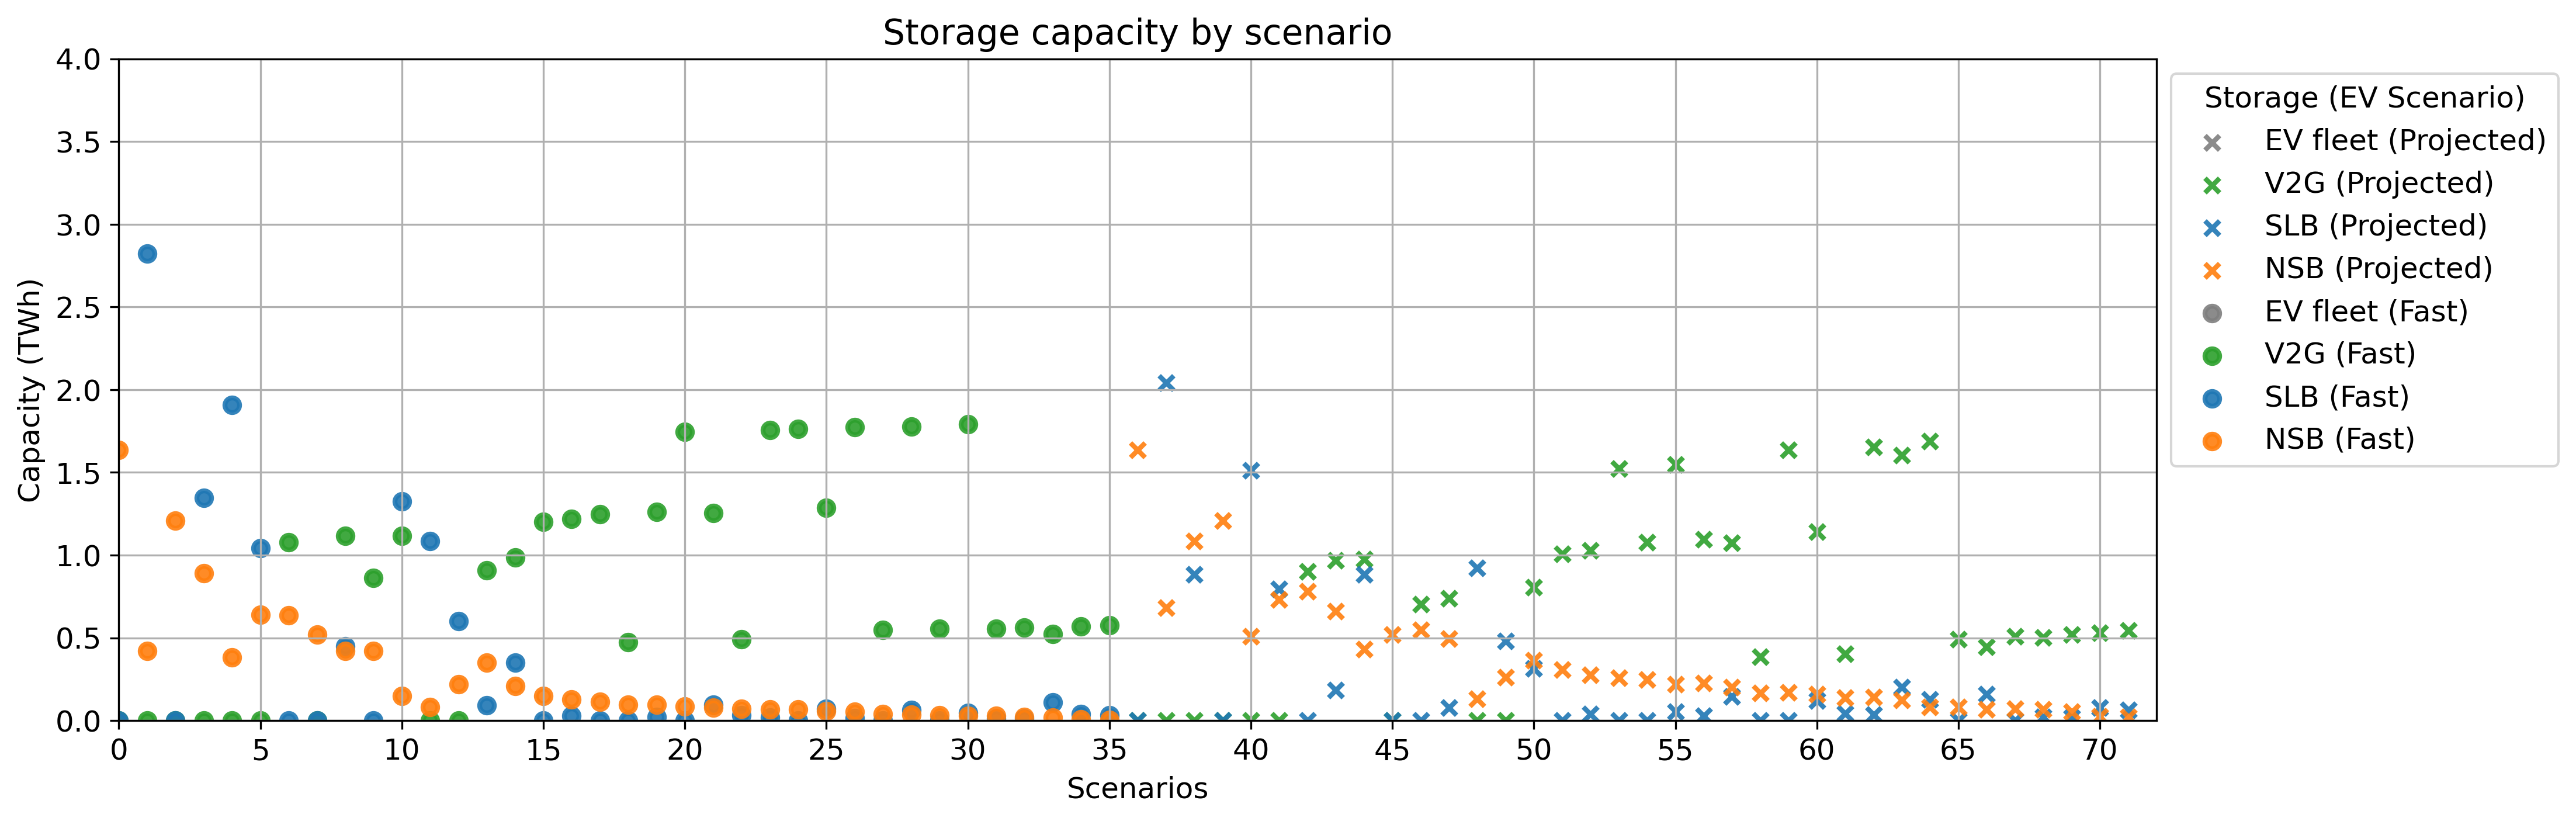 Storage capacity by scenario
Capacity (TWh)
4.0
3.5
3.0
2.5
2.0
1.5
1.0
0.5
0.0
0 5 10 15 20 25 30 35 40 45 50 55 60 65 70
Scenarios
Storage (EV Scenario)
EV fleet (Projected)
V2G (Projected)
SLB (Projected)
NSB (Projected)
EV fleet (Fast)
V2G (Fast)
SLB (Fast)
NSB (Fast)